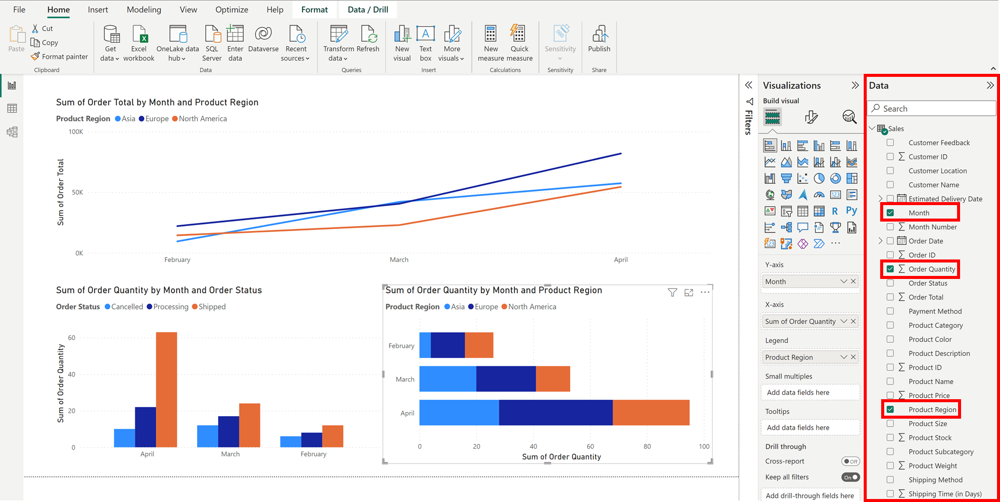 File Home Insert Modeling View Optimize Help Format Data / Drill
Paste
Cut
Copy
Format painter
Clipboard
Get data
Excel workbook
OneLake data hub
SQL Server
Enter data
Dataverse
Recent sources
Data
Transform data
Refresh
Queries
New visual
Text box
More visuals
Insert
New measure
Quick measure
Calculations
Sensitivity
Sensitivity
Publish
Share
Sum of Order Total by Month and Product Region
Product Region Asia Europe North America
Sum of Order Total
100K
50K
0K
February March April
Sum of Order Quantity by Month and Order Status
Order Status Cancelled Processing Shipped
Sum of Order Quantity
60
40
20
0
April March February
Sum of Order Quantity by Month and Product Region
Product Region Asia Europe North America
February
March
April
0 20 40 60 80 100
Sum of Order Quantity
Filters
Visualizations
Build visual
123
R
Py
123
Y-axis
Month
X-axis
Sum of Order Quantity
Legend
Product Region
Small multiples
Add data fields here
Tooltips
Add data fields here
Drill through
Cross-report Off
Keep all filters On
Add drill-through fields here
Data
Search
Sales
Customer Feedback
Customer ID
Customer Location
Customer Name
Estimated Delivery Date
Month
Month Number
Order Date
Order ID
Order Quantity
Order Status
Order Total
Payment Method
Product Category
Product Color
Product Description
Product ID
Product Name
Product Price
Product Region
Product Size
Product Stock
Product Subcategory
Product Weight
Shipping Method
Shipping Time (in Days)